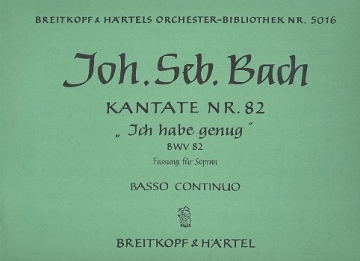 BREITKOPF & HÄRTELS ORCHESTER-BIBLIOTHEK NR. 5016
Joh. Seb. Bach
KANTATE NR. 82
„Ich habe genug"
BWV 82
Fassung für Sopran
BASSO CONTINUO
BREITKOPF & HÄRTEL